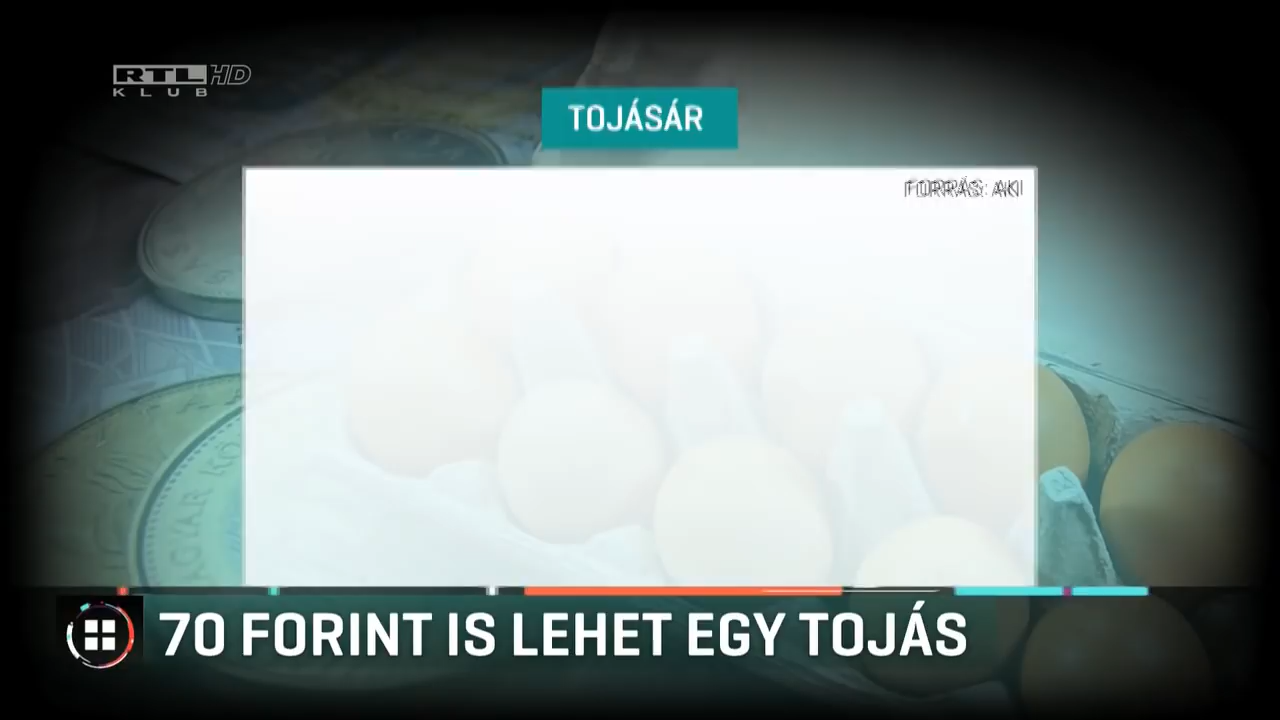 RTL HD
KLUB
TOJÁSÁR
FORRÁS: AKI
70 FORINT IS LEHET EGY TOJÁS